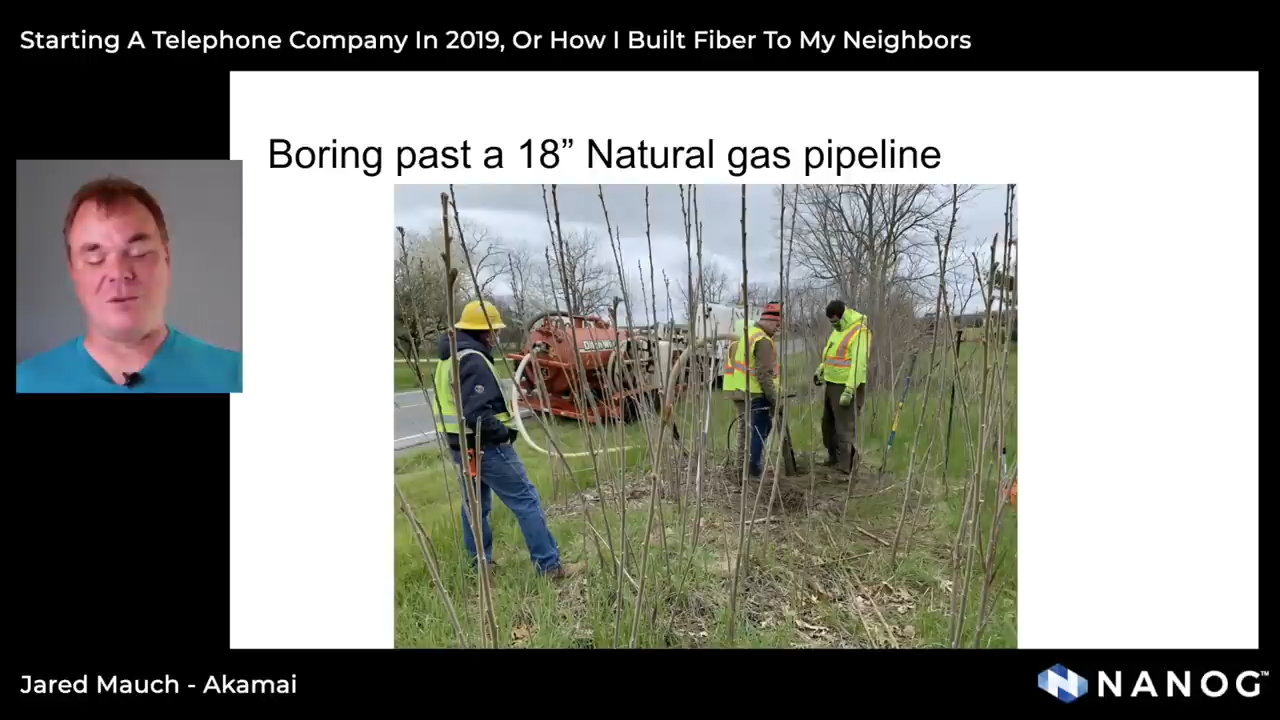 Starting A Telephone Company In 2019, Or How I Built Fiber To My Neighbors
Boring past a 18” Natural gas pipeline
Jared Mauch - Akamai
NANOG™